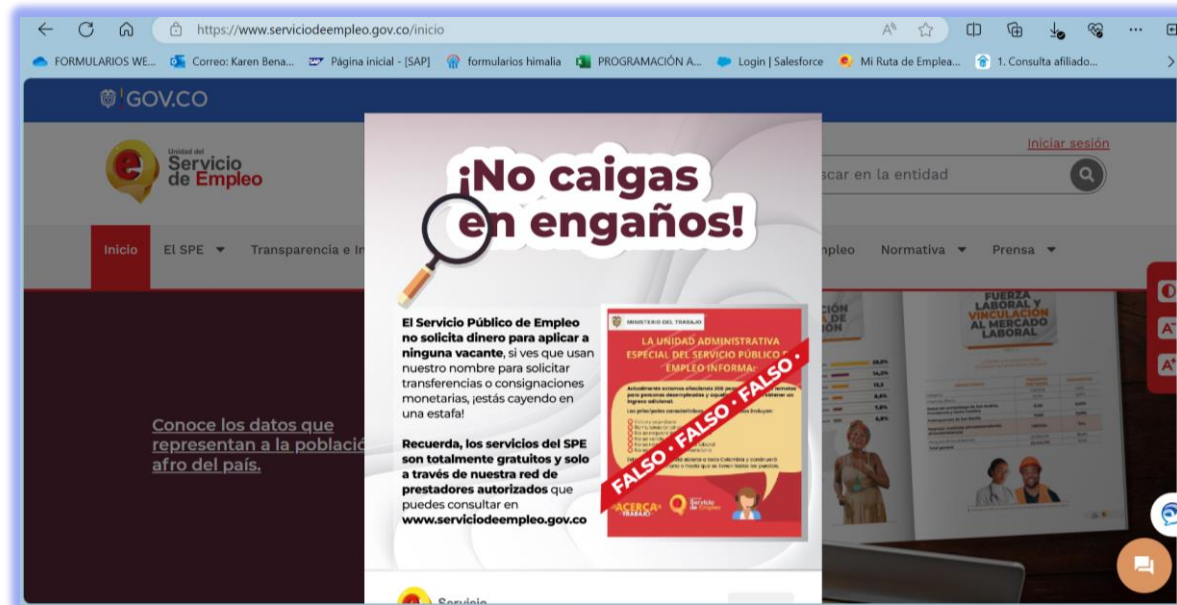 https://www.serviciodeempleo.gov.co/inicio
FORMULARIOS WE... Correo: Karen Bena... Página inicial - [SAP] formularios himalia PROGRAMACIÓN A... Login | Salesforce Mi Ruta de Emplea... 1. Consulta afiliado...
GOV.CO
Iniciar sesión
Unidad del
Servicio
de Empleo
scar en la entidad
Inicio El SPE Transparencia e In
mpleo Normativa Prensa
¡No caigas
en engaños!
El Servicio Público de Empleo
no solicita dinero para aplicar a
ninguna vacante, si ves que usan
nuestro nombre para solicitar
transferencias o consignaciones
monetarias, ¡estás cayendo en
una estafa!
Recuerda, los servicios del SPE
son totalmente gratuitos y solo
a través de nuestra red de
prestadores autorizados que
puedes consultar en
www.serviciodeempleo.gov.co
MINISTERIO DEL TRABAJO
LA UNIDAD ADMINISTRATIVA
ESPECIAL DEL SERVICIO PÚBLICO
EMPLEO INFORMA:
FALSO · FALSO · FALSO ·
ACERCA
TRABAJO
Servicio
de Empleo
Conoce los datos que
representan a la població
afro del país.
FUERZA
LABORAL Y
VINCULACIÓN
AL MERCADO
LABORAL
A-
A+
Servicio